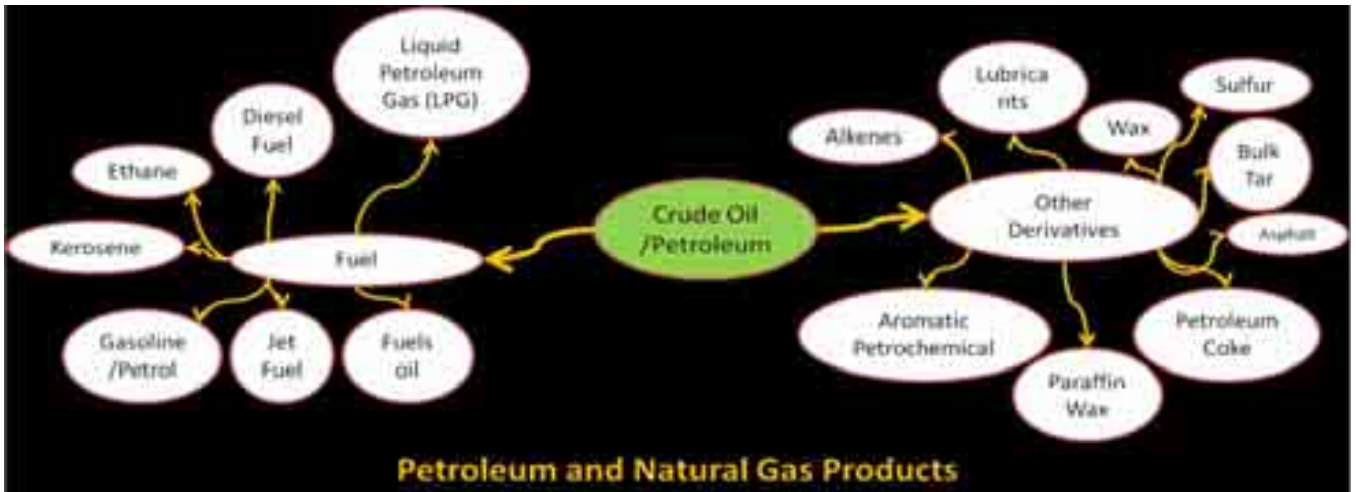 Liquid
Petroleum
Gas (LPG)
Diesel
Fuel
Ethane
Kerosene
Fuel
Gasoline
/Petrol
Jet
Fuel
Fuels
oil
Crude Oil
/Petroleum
Other
Derivatives
Alkenes
Lubrica
nts
Wax
Sulfur
Bulk
Tar
Asphalt
Aromatic
Petrochemical
Paraffin
Wax
Petroleum
Coke
Petroleum and Natural Gas Products